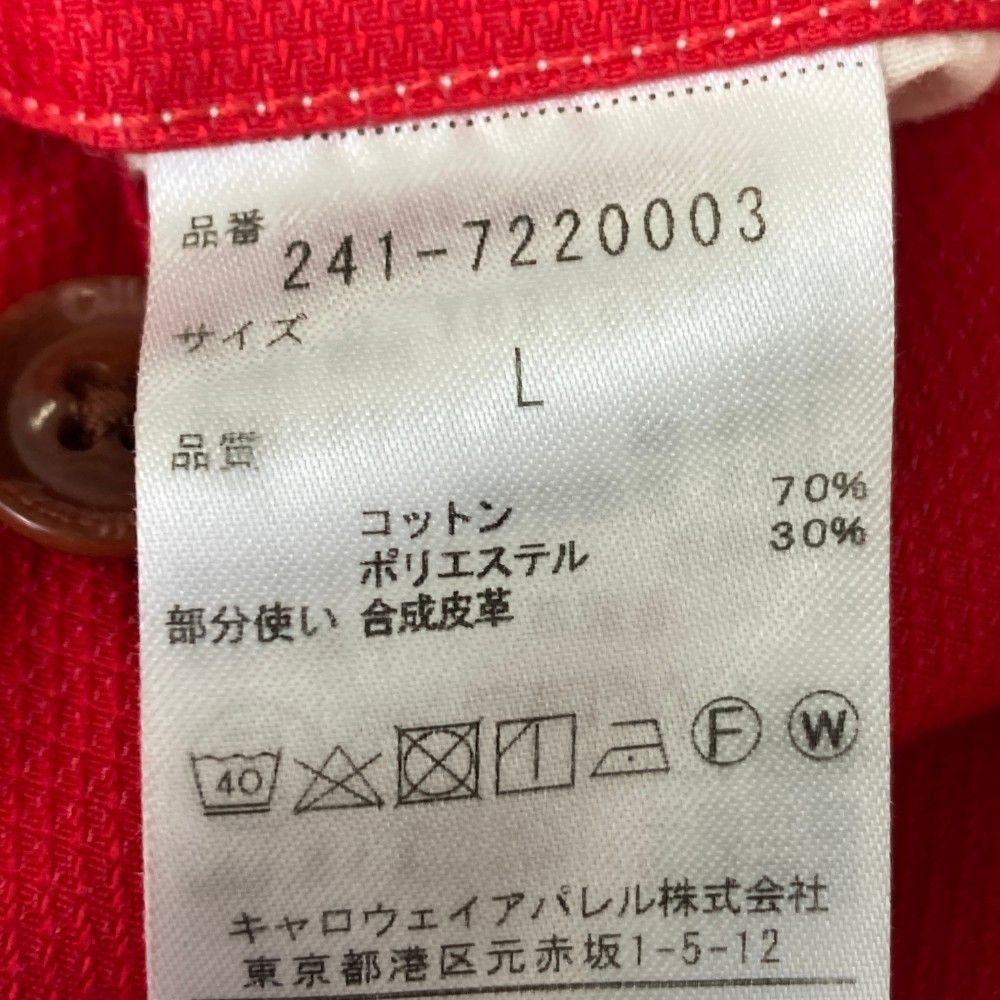 品番 241-7220003
サイズ
L
品質
コットン 70%
ポリエステル 30%
部分使い 合成皮革
40 F W
キャロウェイアパレル株式会社
東京都港区元赤坂1-5-12